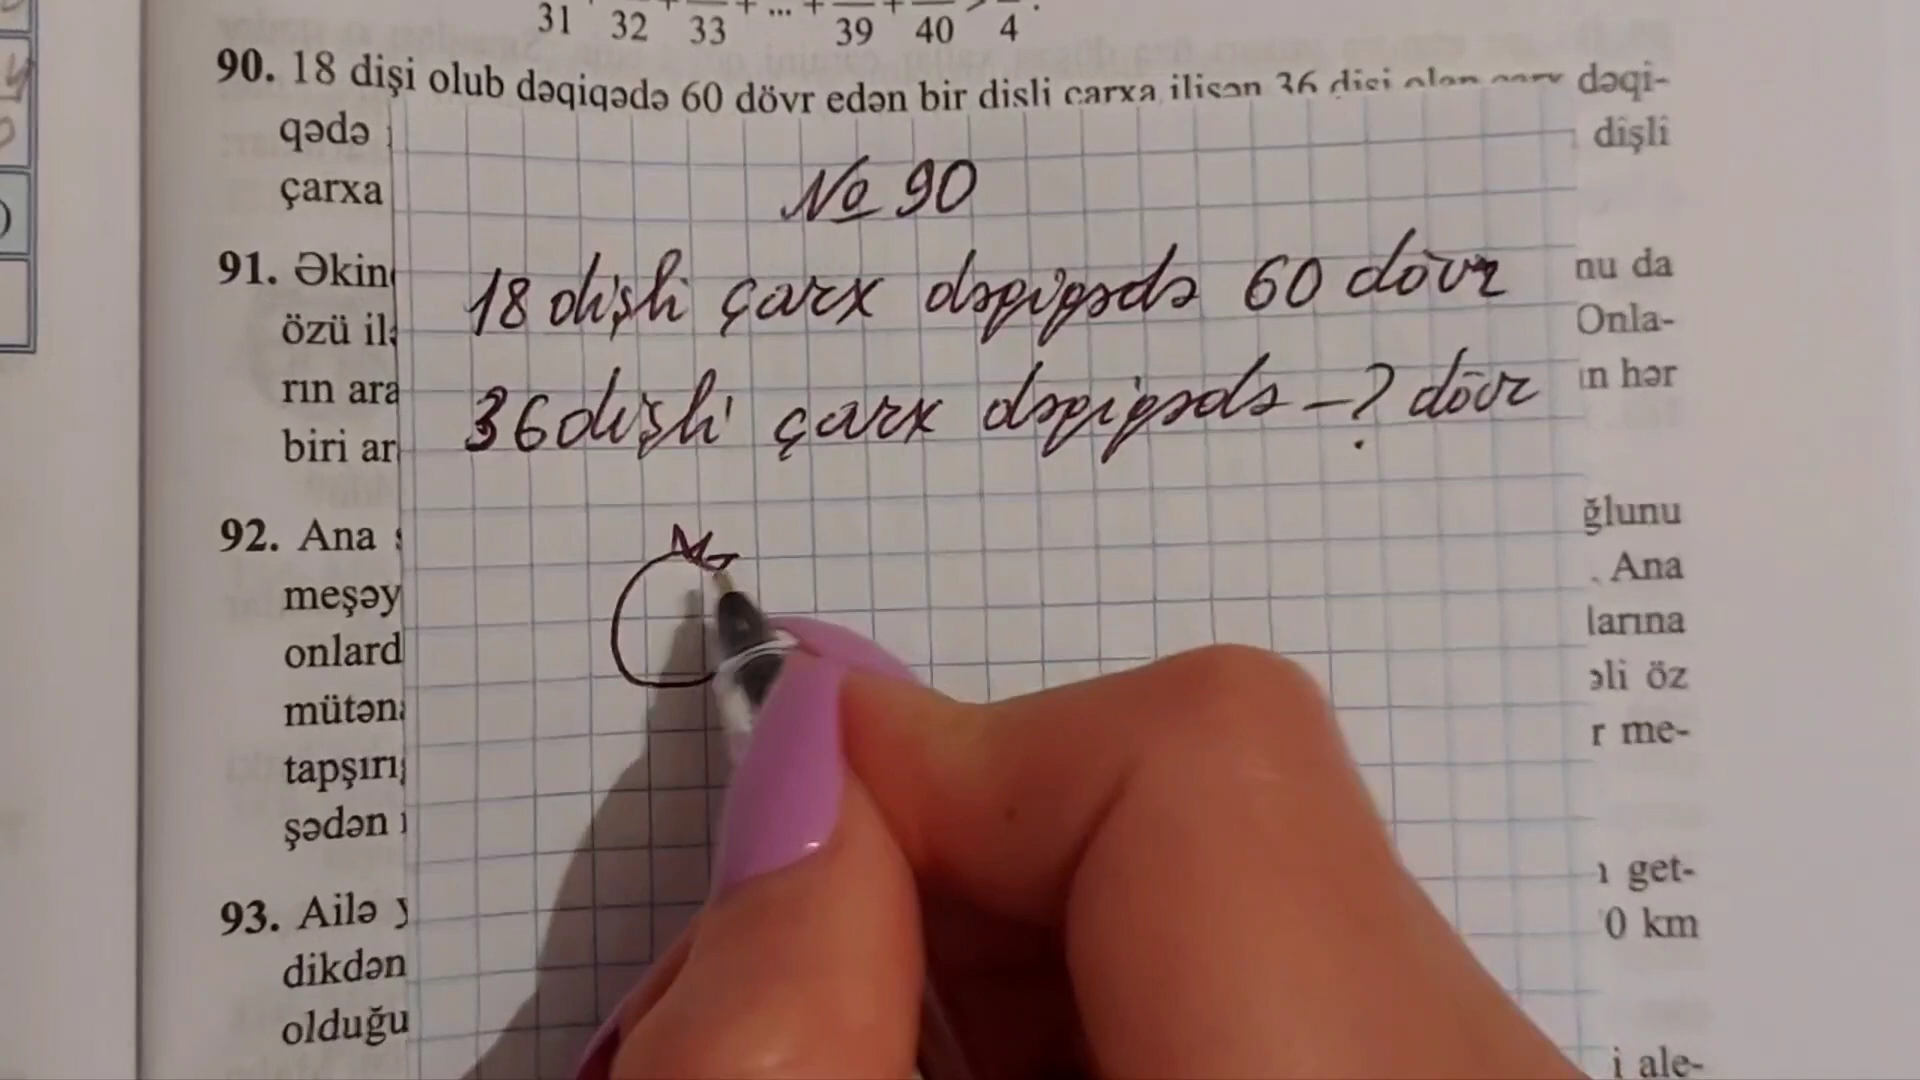 31 + 32 + 33 + ... + 39 + 40 > 4.
90. 18 dişi olub dəqiqədə 60 dövr edən bir dişli çarxa ilişən 36 dişi olan çarx dəqi-
qədə dişli
çarxa
№ 90
91. Əkin nu da
18 dişli çarx dəqiqədə 60 dövr
özü Onla-
rın ara n hər
36 dişli çarx dəqiqədə - ? dövr
biri
92. Ana ğlunu
meşəy Ana
onlard larına
mütən əli öz
tapşırı r me-
şədən
get-
93. Ailə 0 km
dikdən
olduğu
i ale-